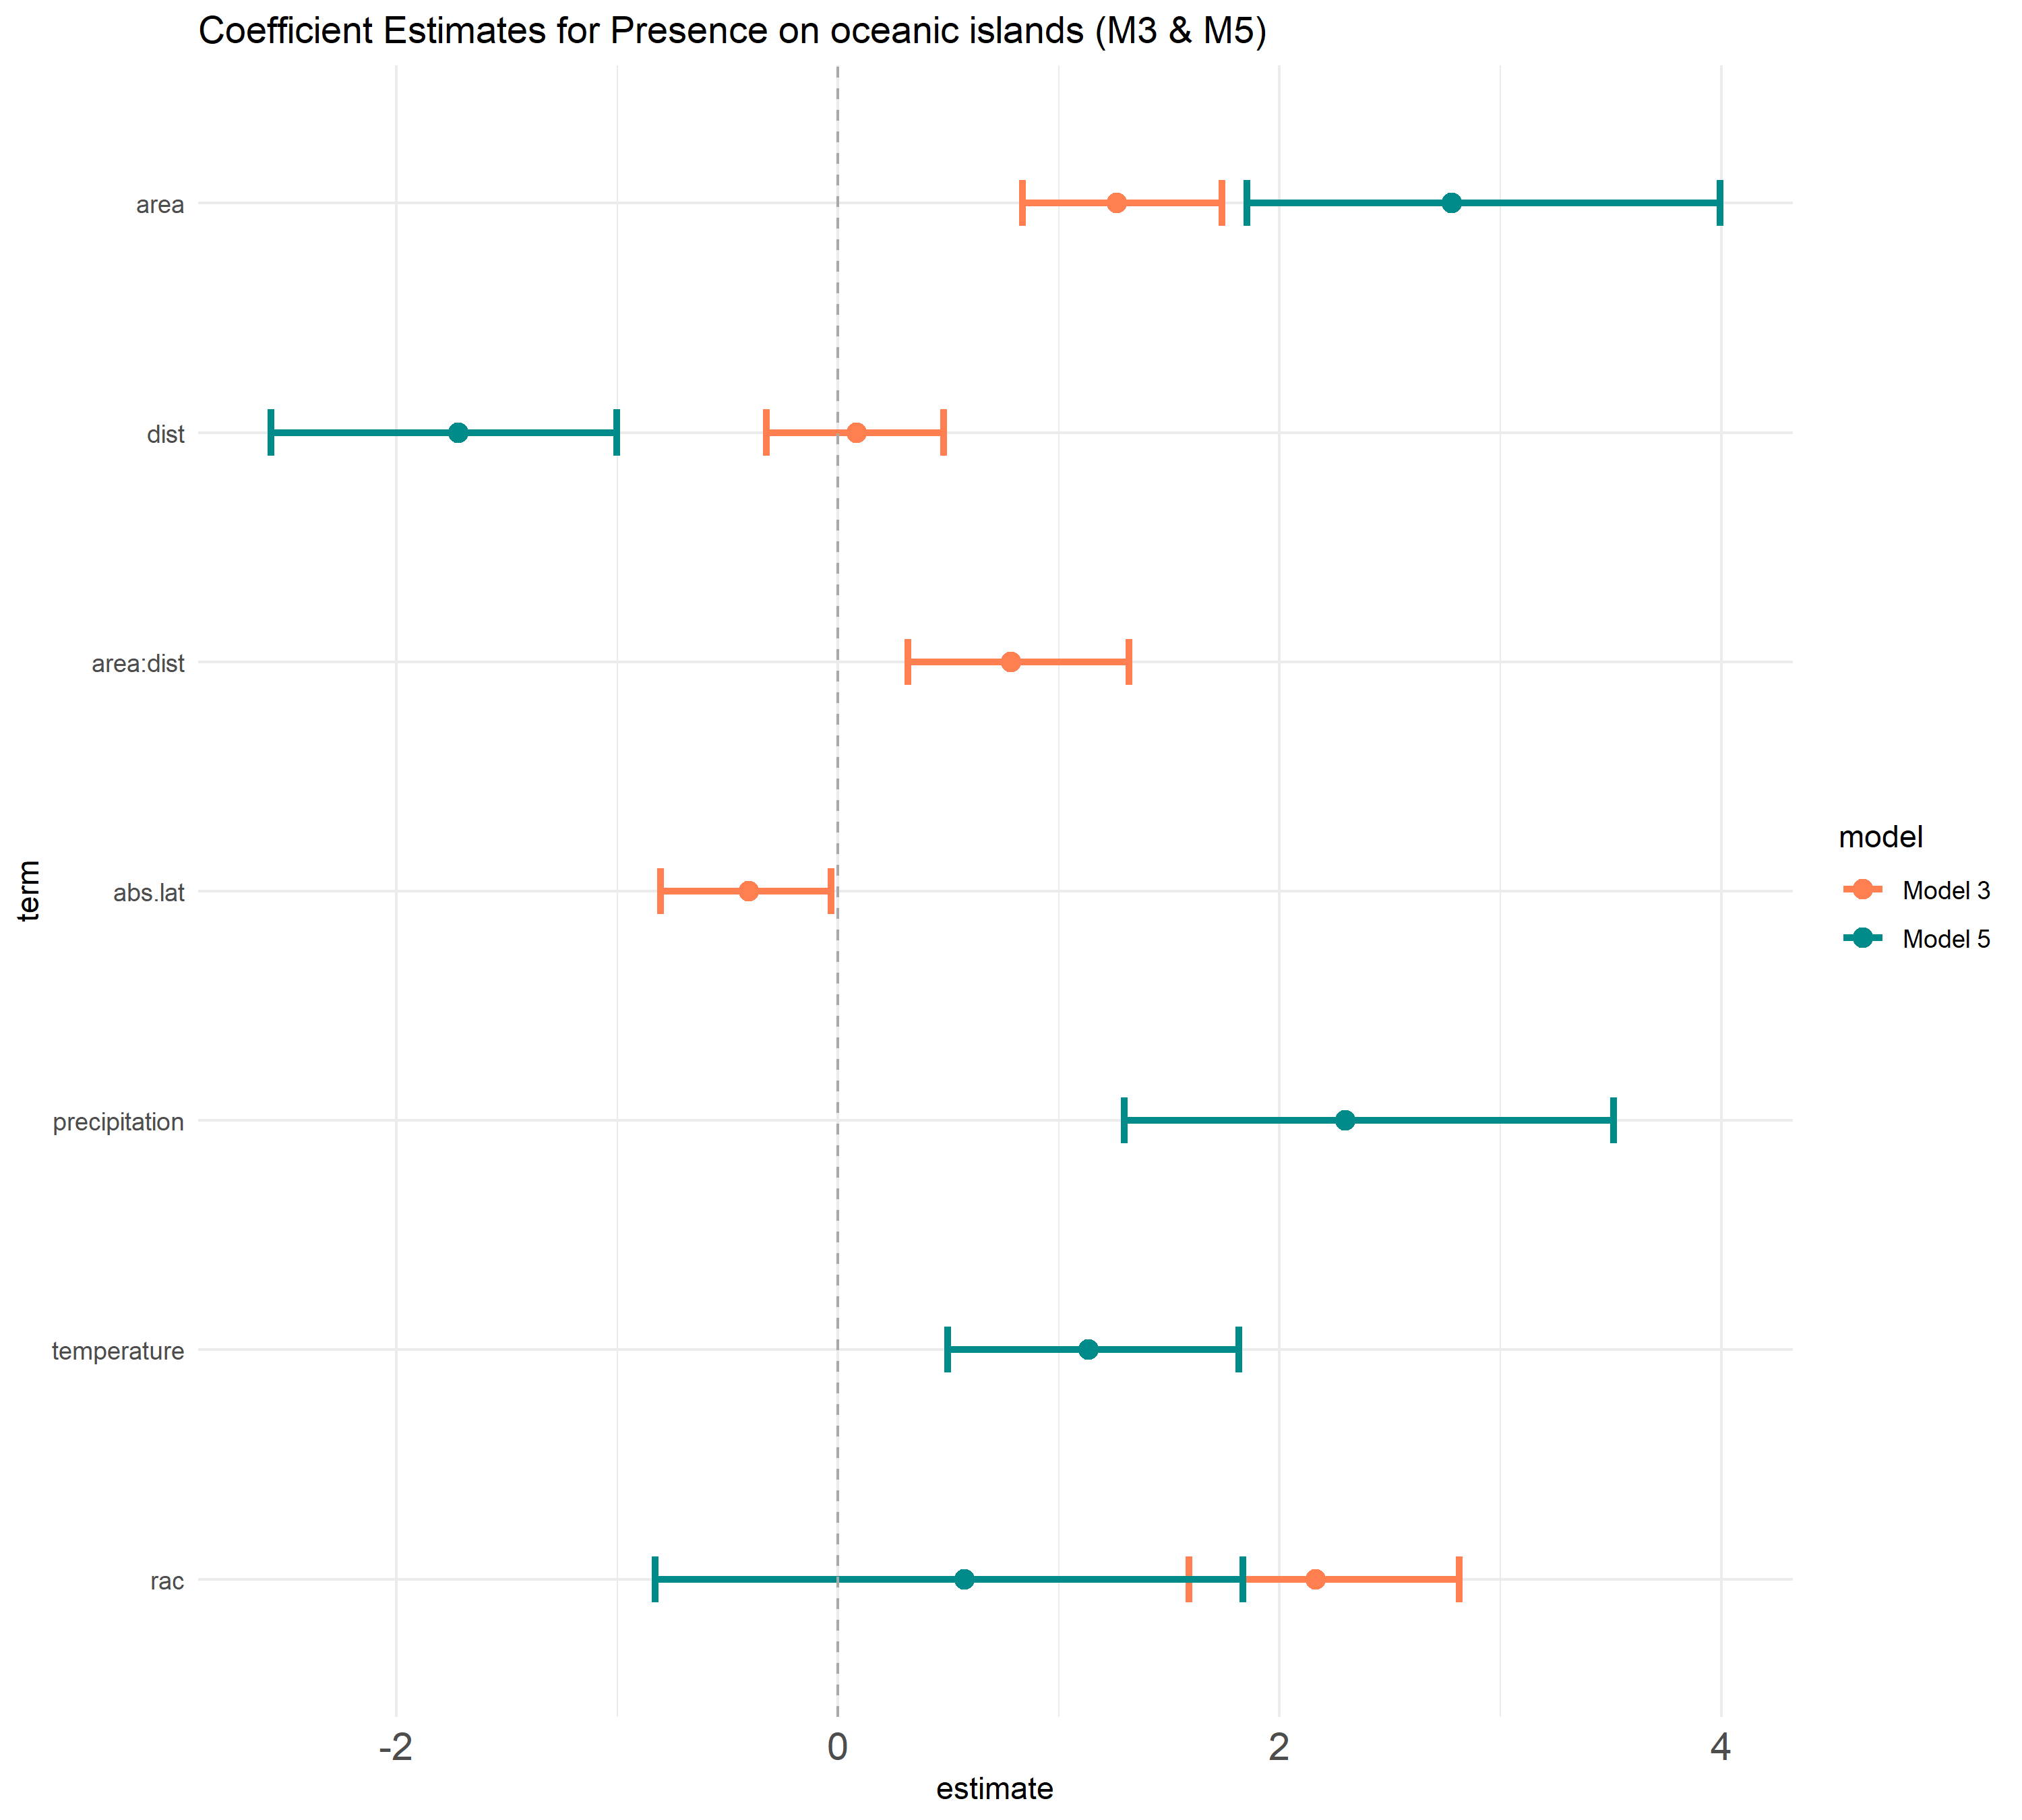 Coefficient Estimates for Presence on oceanic islands (M3 & M5)
area
dist
area:dist
abs.lat
precipitation
temperature
rac
term
-2
0
2
4
estimate
model
Model 3
Model 5